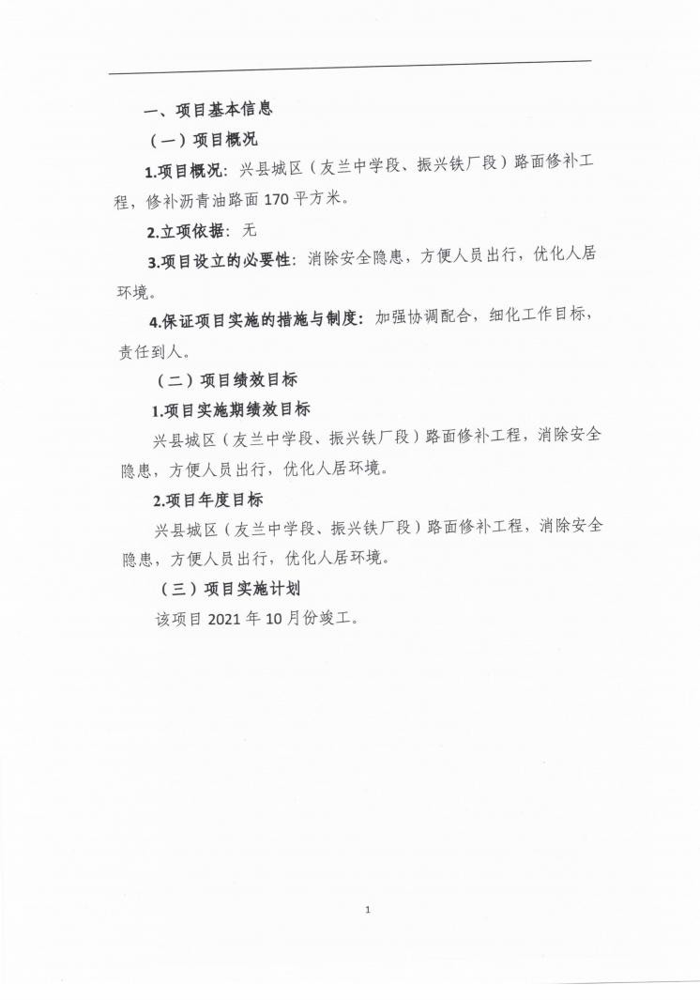 一、项目基本信息
（一）项目概况
1.项目概况：兴县城区（友兰中学段、振兴铁厂段）路面修补工
程，修补沥青油路面 170 平方米。
2.立项依据：无
3.项目设立的必要性：消除安全隐患，方便人员出行，优化人居
环境。
4.保证项目实施的措施与制度：加强协调配合，细化工作目标，
责任到人。
（二）项目绩效目标
1.项目实施期绩效目标
兴县城区（友兰中学段、振兴铁厂段）路面修补工程，消除安全
隐患，方便人员出行，优化人居环境。
2.项目年度目标
兴县城区（友兰中学段、振兴铁厂段）路面修补工程，消除安全
隐患，方便人员出行，优化人居环境。
（三）项目实施计划
该项目 2021 年 10 月份竣工。
1